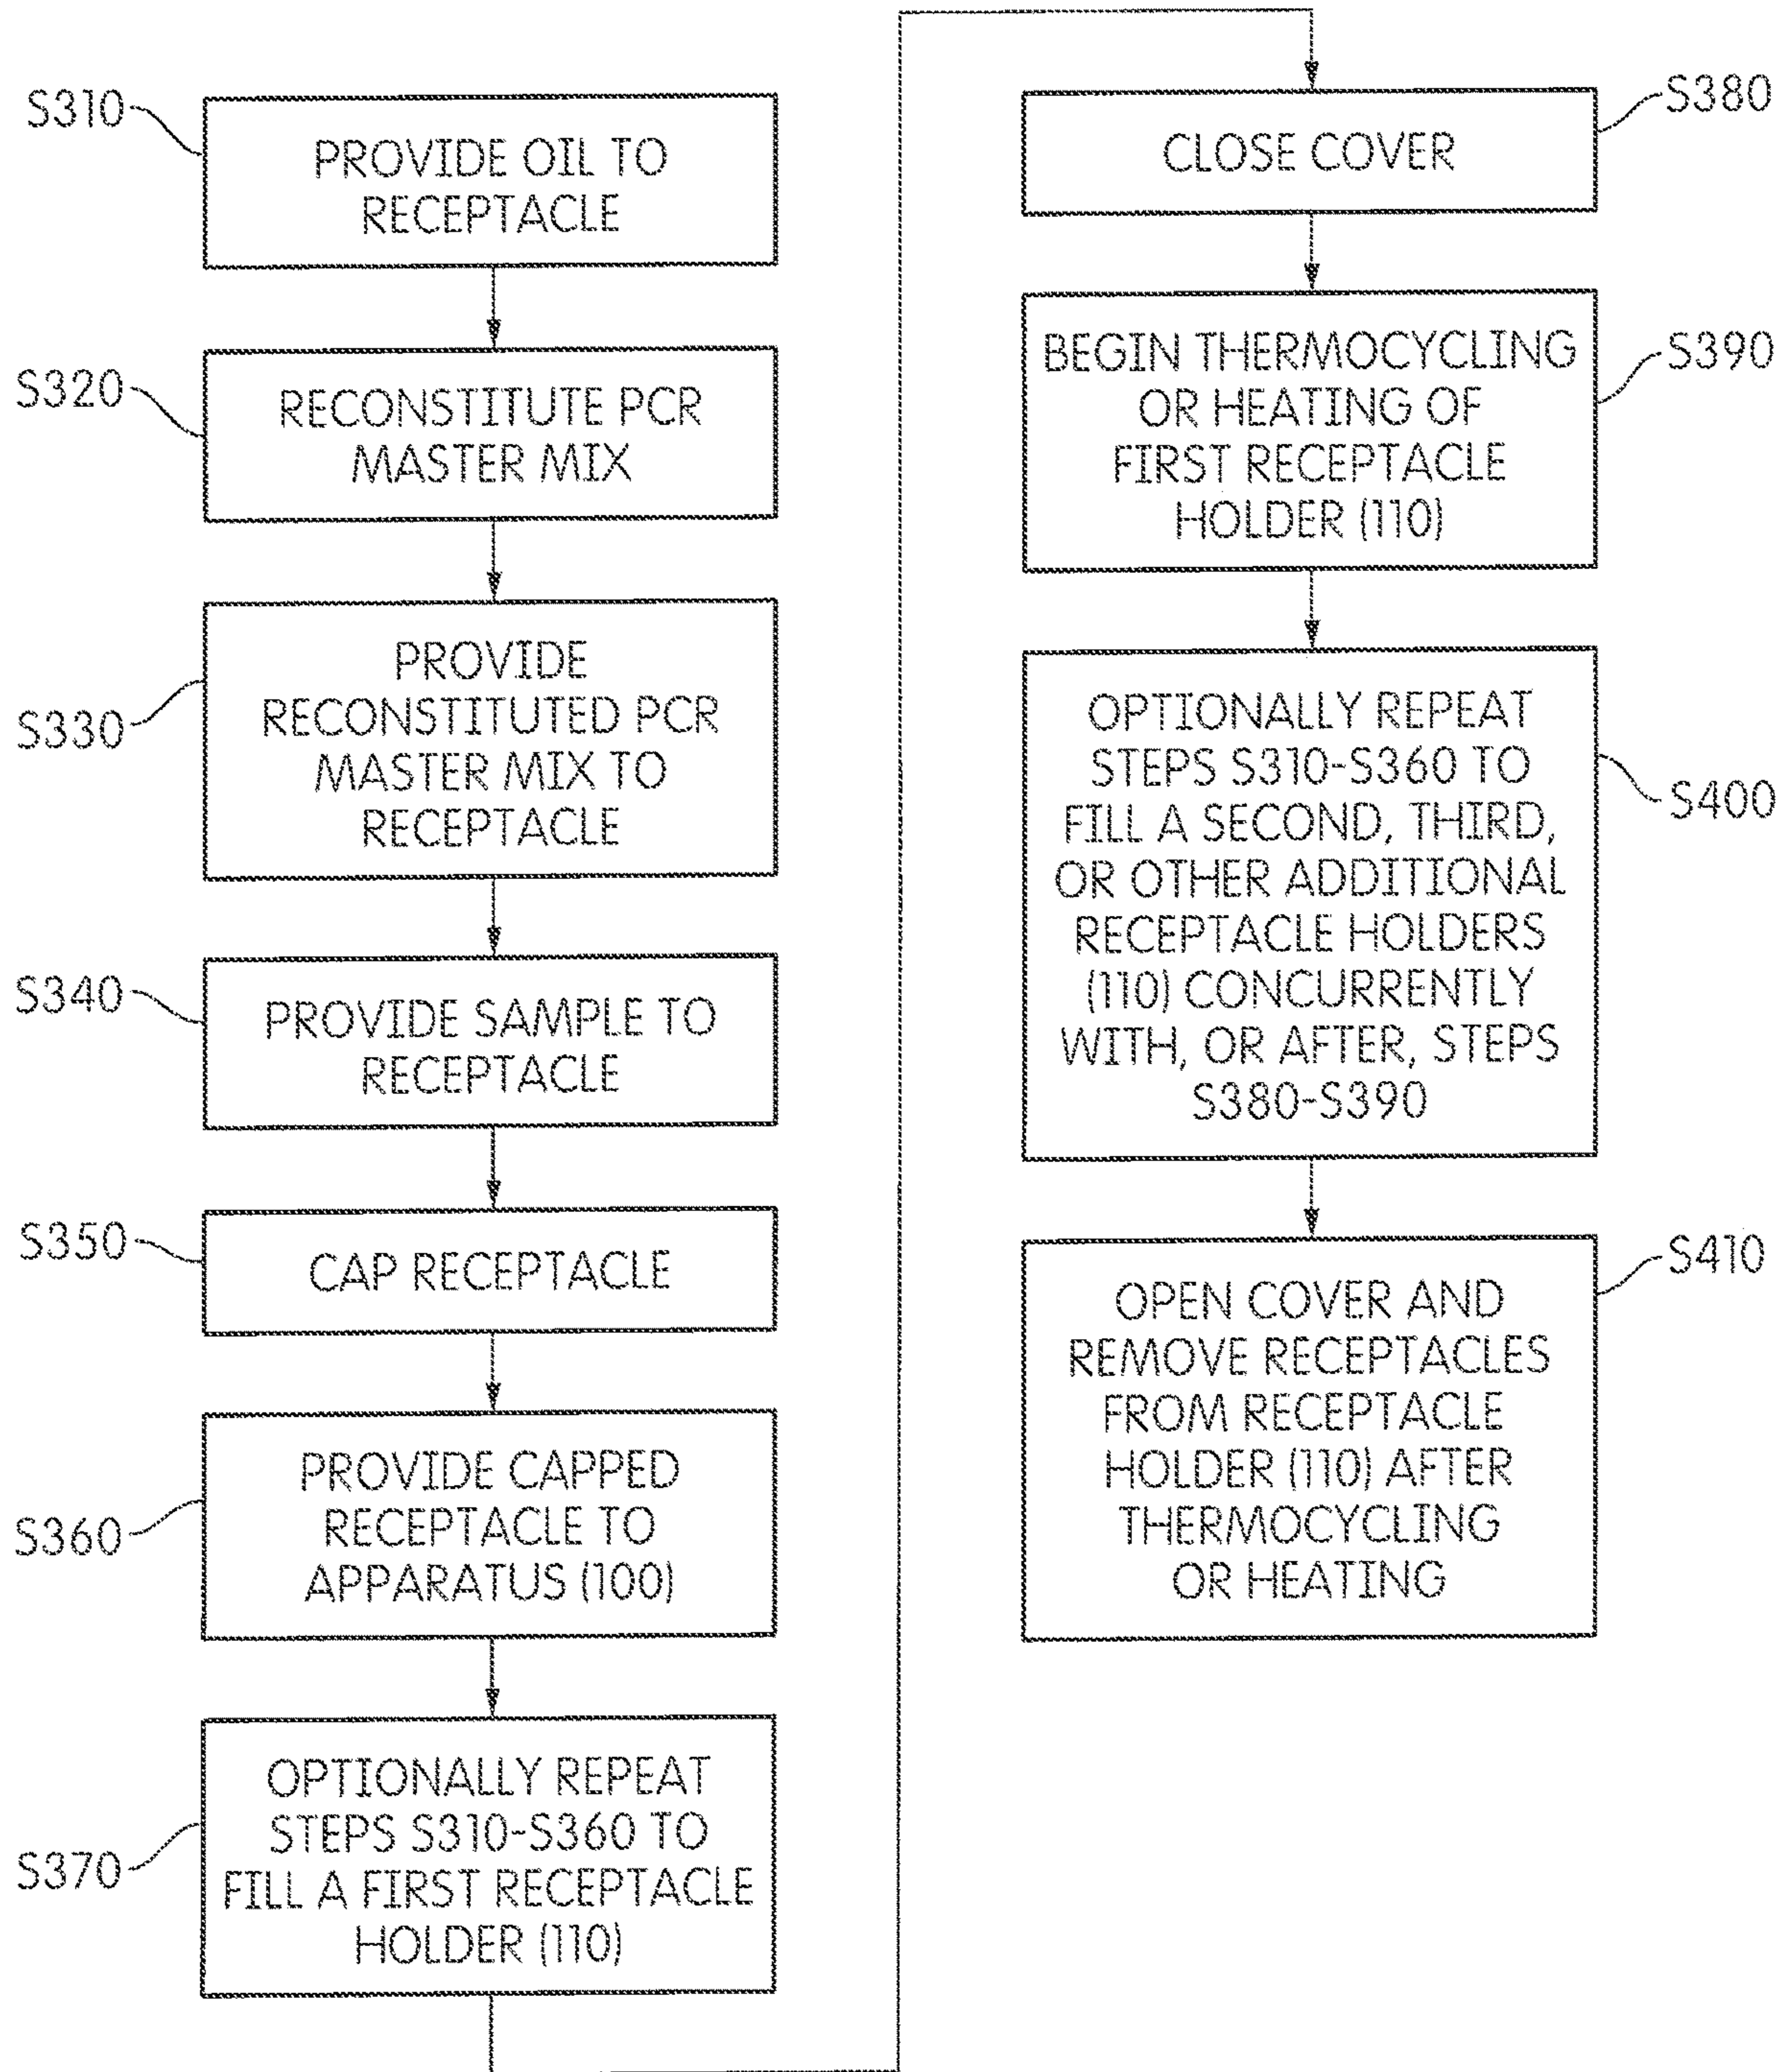 S310
PROVIDE OIL TO
RECEPTACLE
S320
RECONSTITUTE PCR
MASTER MIX
S330
PROVIDE
RECONSTITUTED PCR
MASTER MIX TO
RECEPTACLE
S340
PROVIDE SAMPLE TO
RECEPTACLE
S350
CAP RECEPTACLE
S360
PROVIDE CAPPED
RECEPTACLE TO
APPARATUS (100)
S370
OPTIONALLY REPEAT
STEPS S310-S360 TO
FILL A FIRST RECEPTACLE
HOLDER (110)
S380
CLOSE COVER
S390
BEGIN THERMOCYCLING
OR HEATING OF
FIRST RECEPTACLE
HOLDER (110)
S400
OPTIONALLY REPEAT
STEPS S310-S360 TO
FILL A SECOND, THIRD,
OR OTHER ADDITIONAL
RECEPTACLE HOLDERS
(110) CONCURRENTLY
WITH, OR AFTER, STEPS
S380-S390
S410
OPEN COVER AND
REMOVE RECEPTACLES
FROM RECEPTACLE
HOLDER (110) AFTER
THERMOCYCLING
OR HEATING